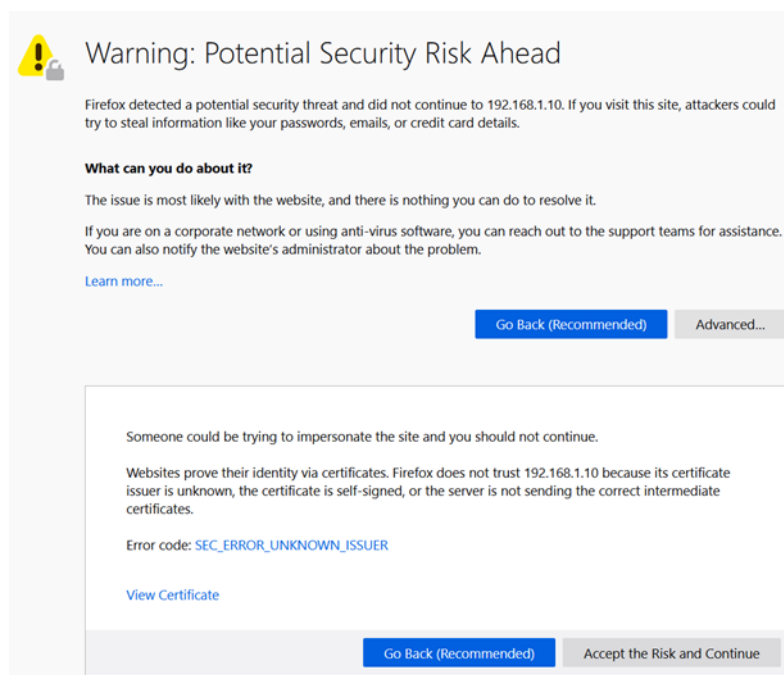 Warning: Potential Security Risk Ahead
Firefox detected a potential security threat and did not continue to 192.168.1.10. If you visit this site, attackers could
try to steal information like your passwords, emails, or credit card details.
What can you do about it?
The issue is most likely with the website, and there is nothing you can do to resolve it.
If you are on a corporate network or using anti-virus software, you can reach out to the support teams for assistance.
You can also notify the website's administrator about the problem.
Learn more...
Go Back (Recommended) Advanced...
Someone could be trying to impersonate the site and you should not continue.
Websites prove their identity via certificates. Firefox does not trust 192.168.1.10 because its certificate
issuer is unknown, the certificate is self-signed, or the server is not sending the correct intermediate
certificates.
Error code: SEC_ERROR_UNKNOWN_ISSUER
View Certificate
Go Back (Recommended) Accept the Risk and Continue